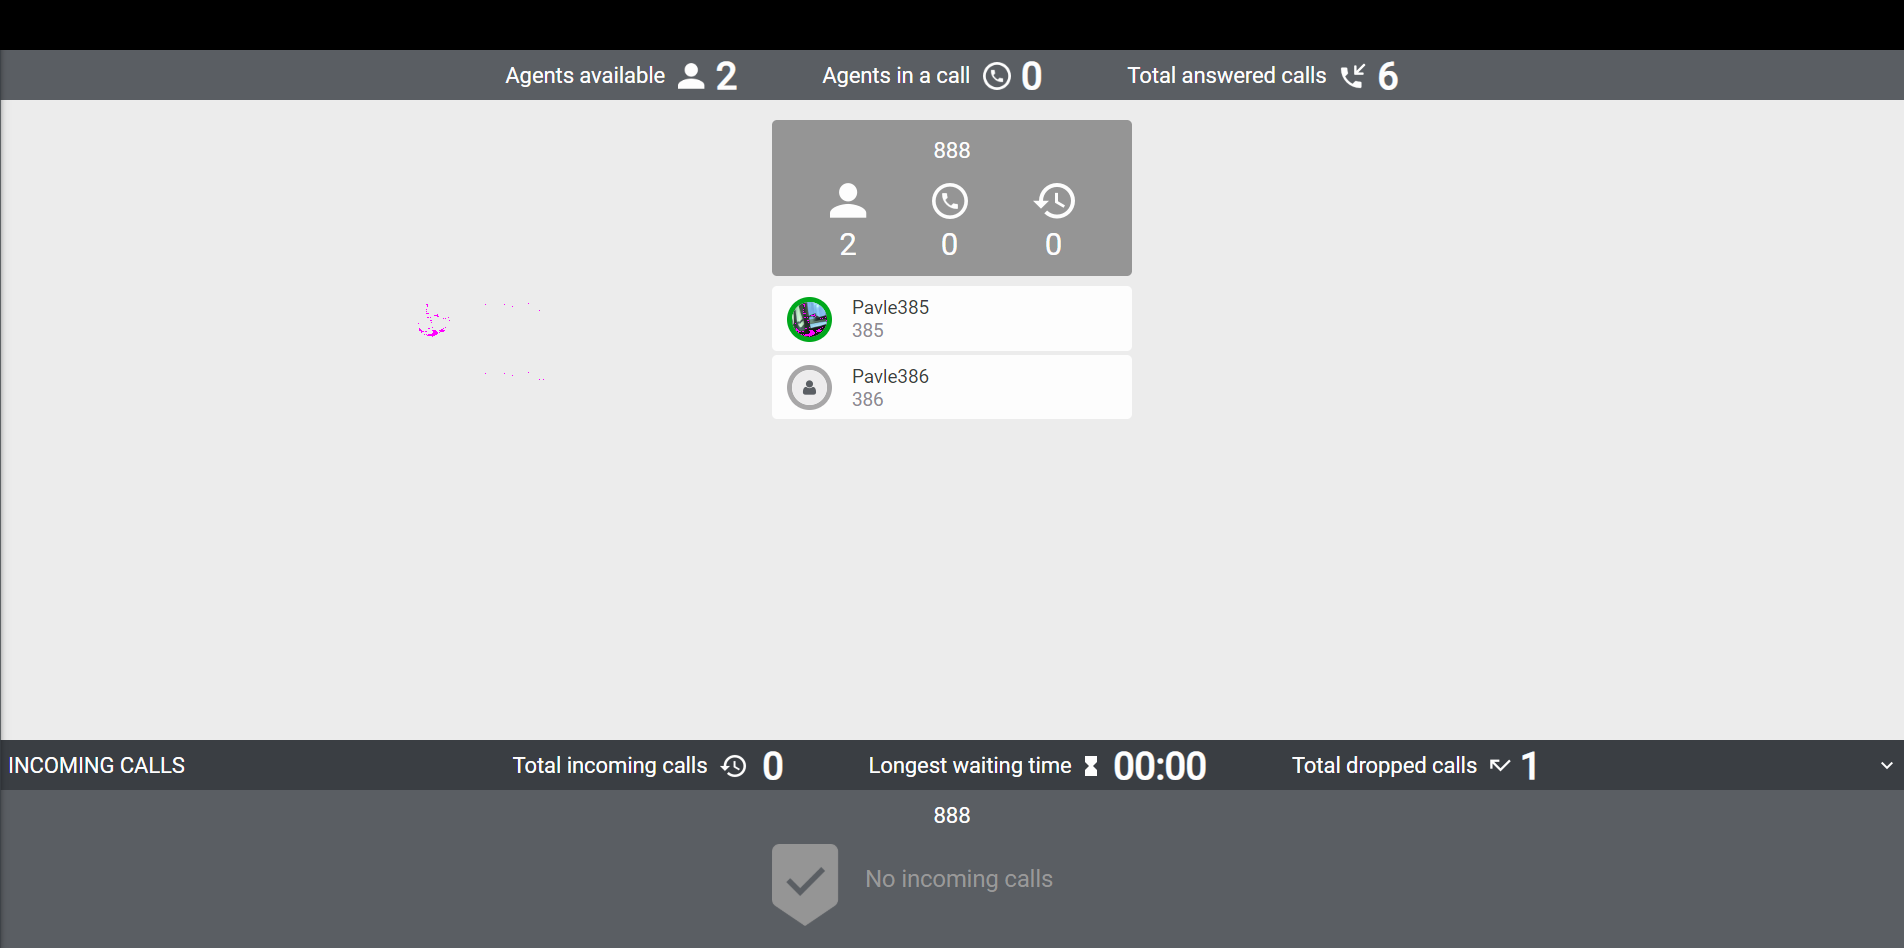 Agents available 2 Agents in a call 0 Total answered calls 6
888
2 0 0
Pavle385
385
Pavle386
386
INCOMING CALLS Total incoming calls 0 Longest waiting time 00:00 Total dropped calls 1
888
No incoming calls